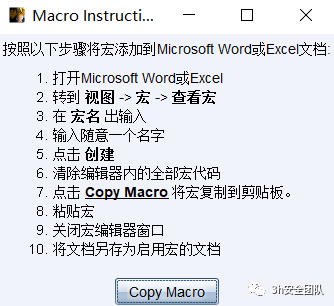 Macro Instructi...
按照以下步骤将宏添加到Microsoft Word或Excel文档:
1. 打开Microsoft Word或Excel
2. 转到 视图 -> 宏 -> 查看宏
3. 在 宏名 出输入
4. 输入随意一个名字
5. 点击 创建
6. 清除编辑器内的全部宏代码
7. 点击 Copy Macro 将宏复制到剪贴板。
8. 粘贴宏
9. 关闭宏编辑器窗口
10. 将文档另存为启用宏的文档
Copy Macro
3h安全团队